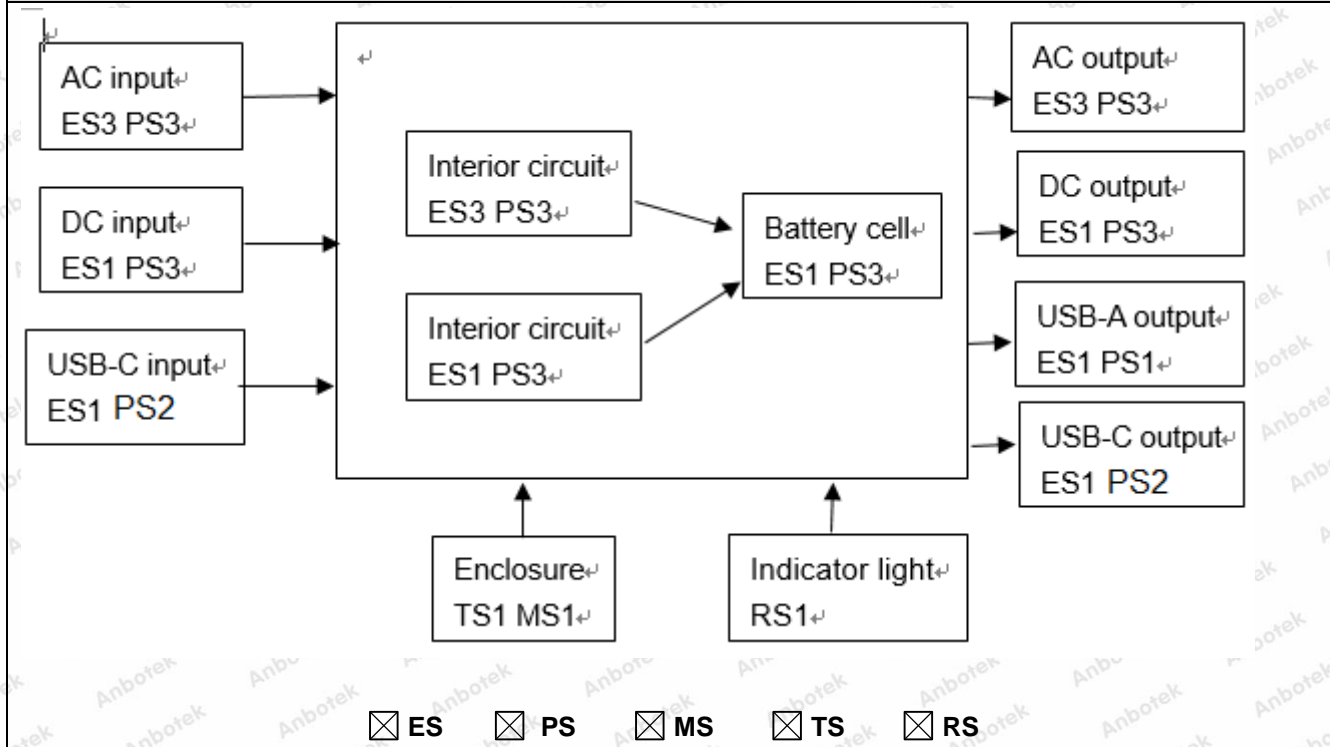 AC input↵
ES3 PS3↵
DC input↵
ES1 PS3↵
USB-C input↵
ES1 PS2
↵
Interior circuit↵
ES3 PS3↵
Interior circuit↵
ES1 PS3↵
Battery cell↵
ES1 PS3↵
AC output↵
ES3 PS3↵
DC output↵
ES1 PS3↵
USB-A output↵
ES1 PS1↵
USB-C output↵
ES1 PS2
Enclosure↵
TS1 MS1↵
Indicator light↵
RS1↵
☒ ES ☒ PS ☒ MS ☒ TS ☒ RS
Anbotek